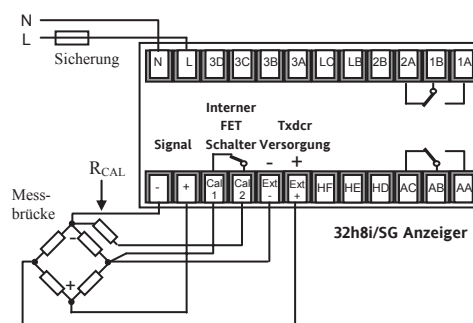 N
L
Sicherung
N L 3D 3C 3B 3A LC LB 2B 2A 1B 1A
Interner
FET Txdcr
Signal Schalter Versorgung
- +
RCAL
Mess-
brücke
- + Cal 1 Cal 2 Ext - Ext + HF HE HD AC AB AA
32h8i/SG Anzeiger
-
+